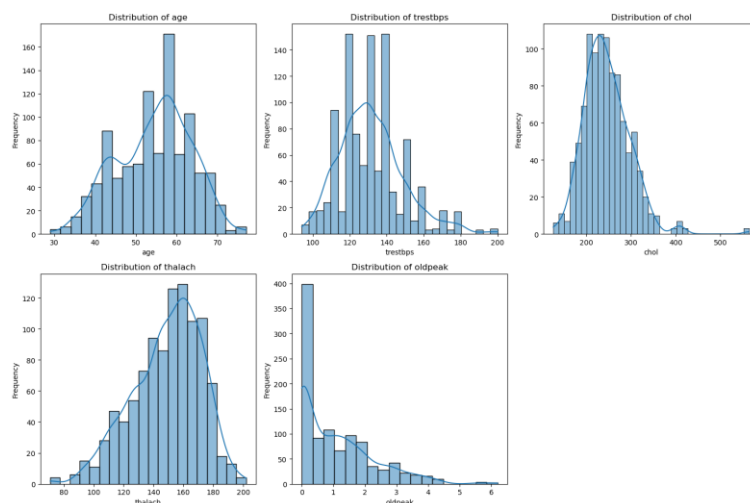 Distribution of age
Frequency
160
140
120
100
80
60
40
20
0
30 40 50 60 70
age
Distribution of trestbps
Frequency
140
120
100
80
60
40
20
0
100 120 140 160 180 200
trestbps
Distribution of chol
Frequency
100
80
60
40
20
0
200 300 400 500
chol
Distribution of thalach
Frequency
120
100
80
60
40
20
0
80 100 120 140 160 180 200
thalach
Distribution of oldpeak
Frequency
400
350
300
250
200
150
100
50
0
0 1 2 3 4 5 6
oldpeak